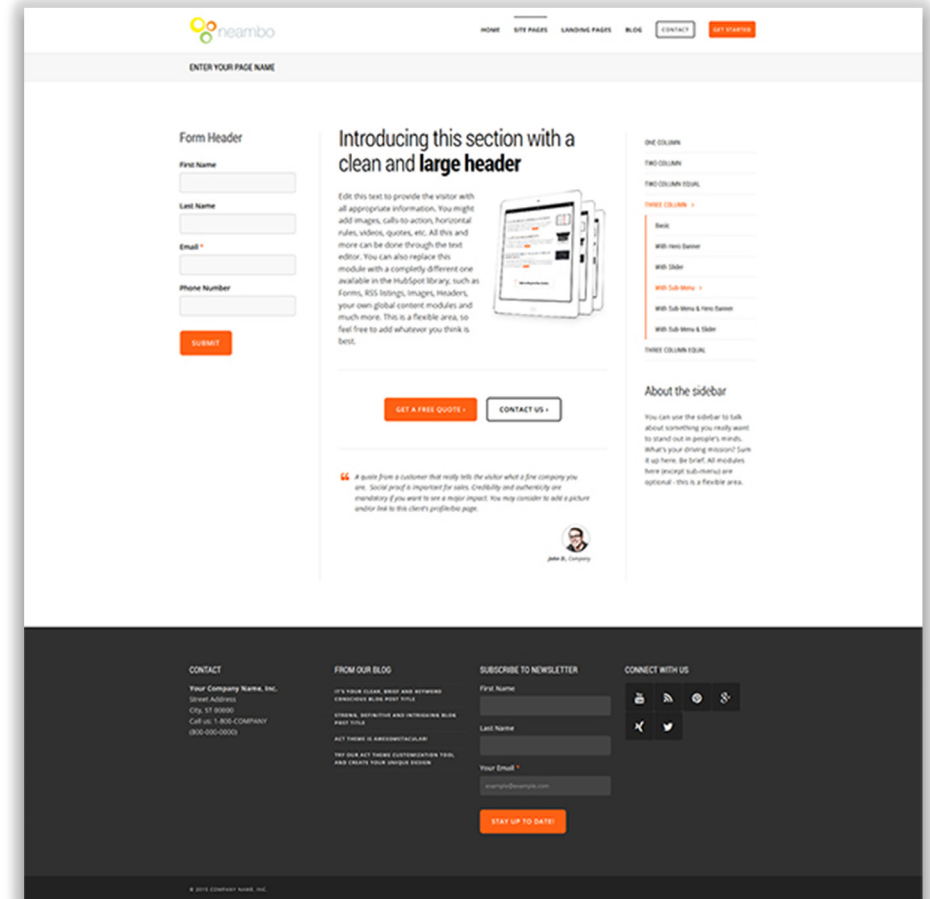 neambo
HOME SITE PAGES LANDING PAGES BLOG CONTACT GET STARTED
ENTER YOUR PAGE NAME
Form Header
First Name
Last Name
Email *
Phone Number
SUBMIT
Introducing this section with a
clean and large header
Edit this text to provide the visitor with
all appropriate information. You might
add images, calls-to-action, horizontal
rules, videos, quotes, etc. All this and
more can be done through the text
editor. You can also replace this
module with a completly different one
available in the HubSpot library, such as
Forms, RSS listings, Images, Headers,
your own global content modules and
much more. This is a flexible area, so
feel free to add whatever you think is
best.
GET A FREE QUOTE ›
CONTACT US ›
“ A quote from a customer that really tells the visitor what a fine company you
are. Social proof is important for sales. Credibility and authenticity are
mandatory if you want to see a major impact. You may consider to add a picture
and/or link to this client's profile/bio page.
John D., Company
ONE COLUMN
TWO COLUMN
TWO COLUMN EQUAL
THREE COLUMN >
Basic
With Hero Banner
With Slider
With Sub-Menu >
With Sub-Menu & Hero Banner
With Sub-Menu & Slider
THREE COLUMN EQUAL
About the sidebar
You can use the sidebar to talk
about something you really want
to stand out in people's minds.
What's your driving mission? Sum
it up here. Be brief. All modules
here (except sub-menu) are
optional - this is a flexible area.
CONTACT
Your Company Name, Inc.
Street Address
City, ST 00000
Call us: 1-800-COMPANY
(800-000-0000)
FROM OUR BLOG
IT'S YOUR CLEAR, BRIEF AND KEYWORD
CONSCIOUS BLOG POST TITLE
STRONG, DEFINITIVE AND INTRIGUING BLOG
POST TITLE
ACT THEME IS AWESOMETACULAR!
TRY OUR ACT THEME CUSTOMIZATION TOOL
AND CREATE YOUR UNIQUE DESIGN
SUBSCRIBE TO NEWSLETTER
First Name
Last Name
Your Email *
example@example.com
STAY UP TO DATE!
CONNECT WITH US
© 2015 COMPANY NAME, INC.